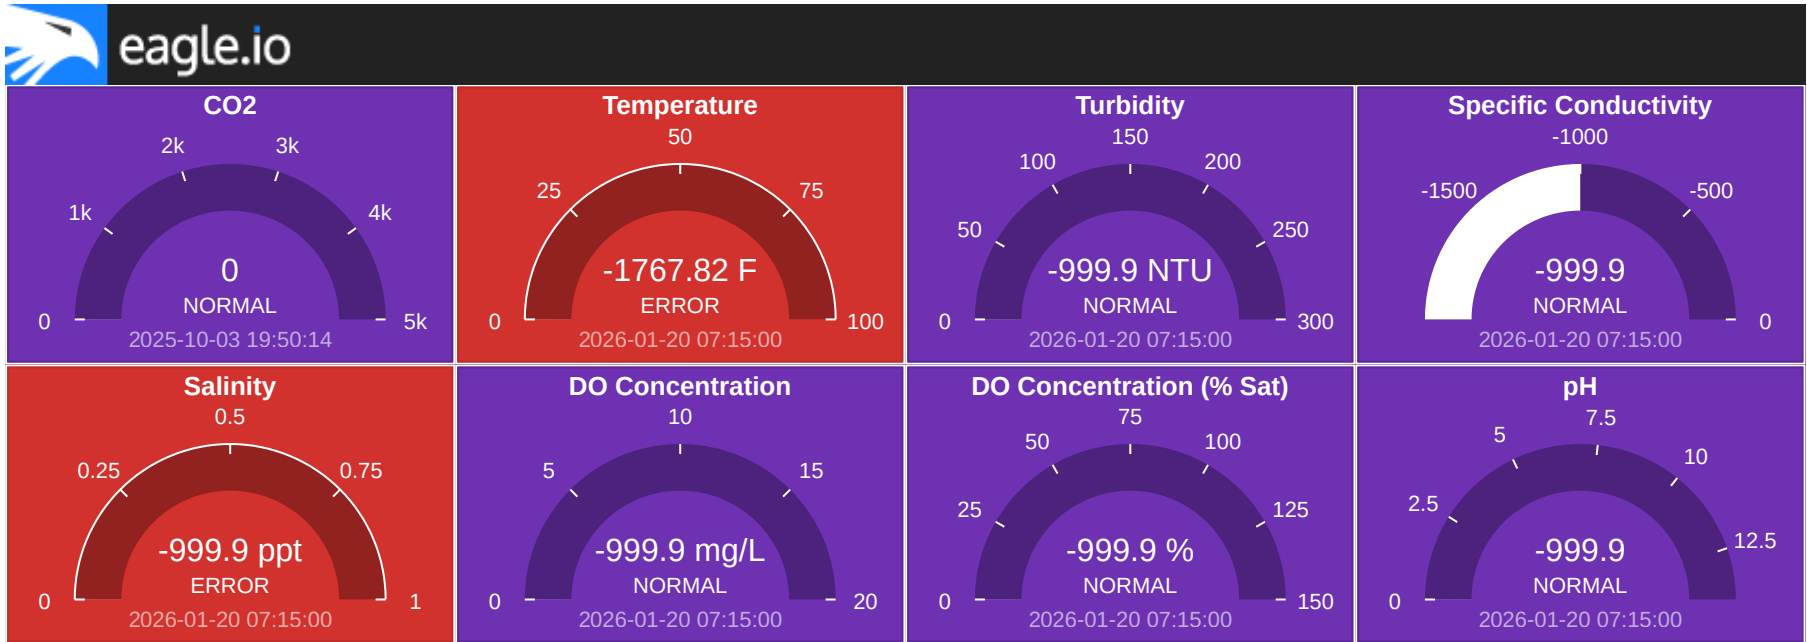 eagle.io
CO2
0
1k
2k
3k
4k
5k
0
NORMAL
2025-10-03 19:50:14
Temperature
0
25
50
75
100
-1767.82 F
ERROR
2026-01-20 07:15:00
Turbidity
0
50
100
150
200
250
300
-999.9 NTU
NORMAL
2026-01-20 07:15:00
Specific Conductivity
-1500
-1000
-500
0
-999.9
NORMAL
2026-01-20 07:15:00
Salinity
0
0.25
0.5
0.75
1
-999.9 ppt
ERROR
2026-01-20 07:15:00
DO Concentration
0
5
10
15
20
-999.9 mg/L
NORMAL
2026-01-20 07:15:00
DO Concentration (% Sat)
0
25
50
75
100
125
150
-999.9 %
NORMAL
2026-01-20 07:15:00
pH
0
2.5
5
7.5
10
12.5
-999.9
NORMAL
2026-01-20 07:15:00